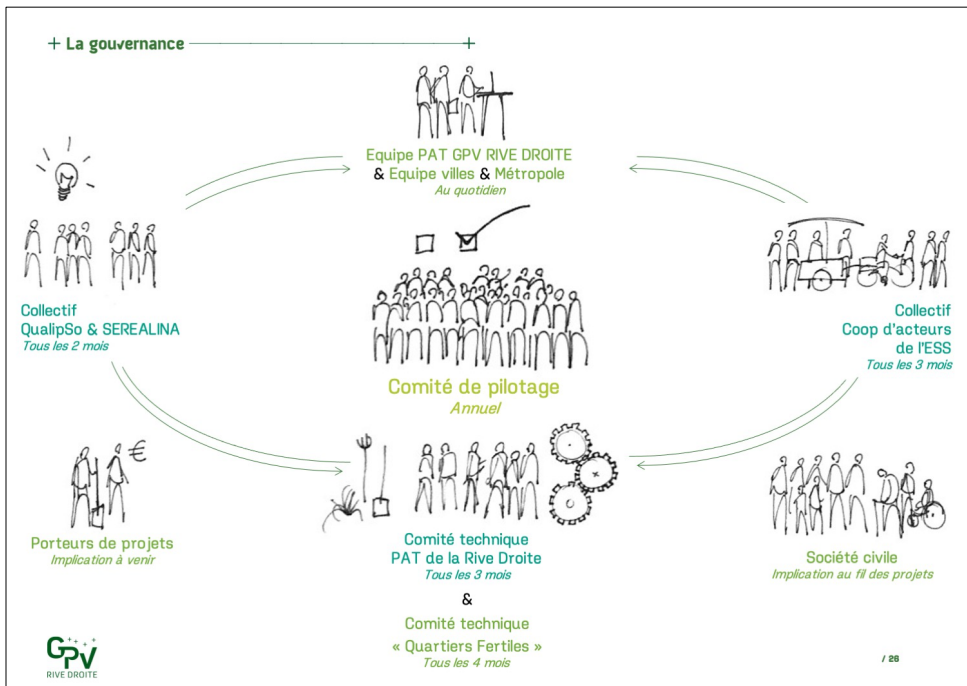 + La gouvernance +
Equipe PAT GPV RIVE DROITE
& Equipe villes & Métropole
Au quotidien
Collectif
QualipSo & SEREALINA
Tous les 2 mois
Collectif
Coop d'acteurs
de l'ESS
Tous les 3 mois
Comité de pilotage
Annuel
€
Porteurs de projets
Implication à venir
Comité technique
PAT de la Rive Droite
Tous les 3 mois
&
Comité technique
« Quartiers Fertiles »
Tous les 4 mois
Société civile
Implication au fil des projets
GPV
RIVE DROITE
/ 26